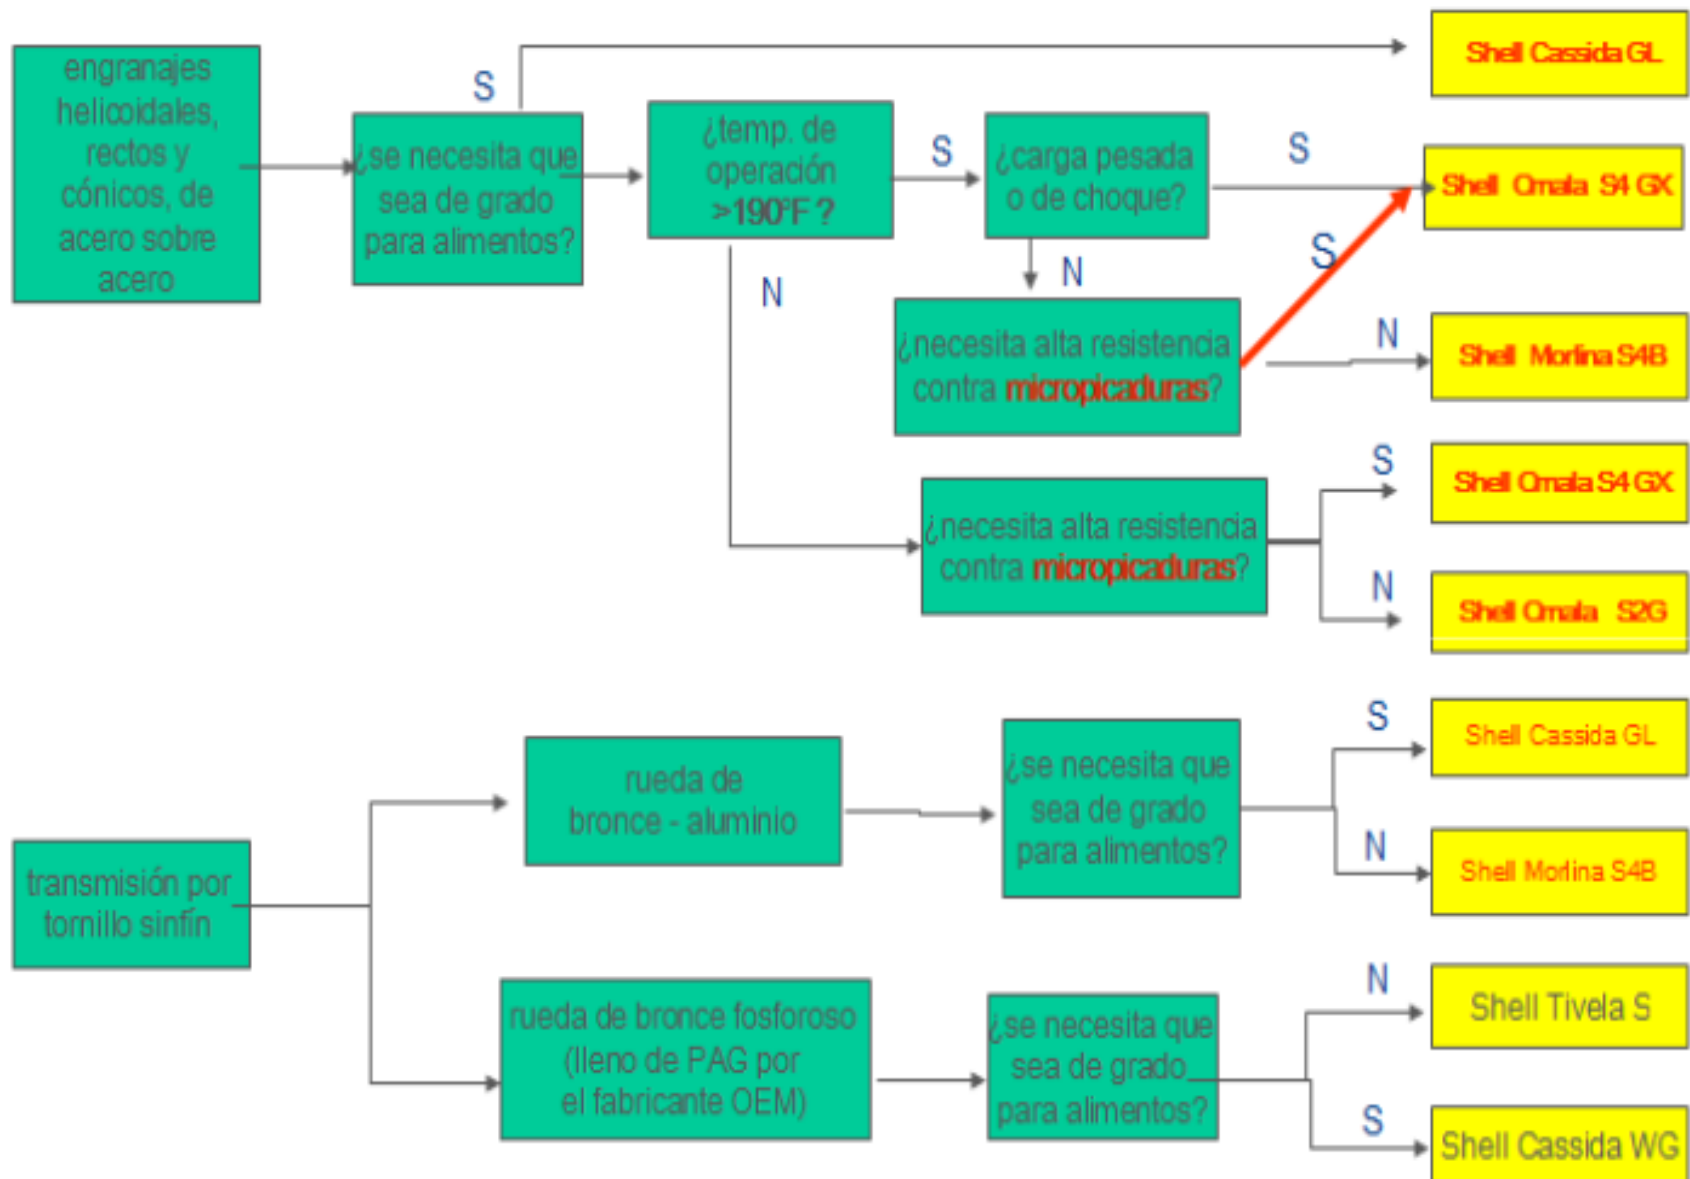 engranajes
helicoidales,
rectos y
cónicos, de
acero sobre
acero
S
¿se necesita que
sea de grado
para alimentos?
¿temp. de
operación
>190°F ?
S
N
¿carga pesada
o de choque?
S
N
S
¿necesita alta resistencia
contra micropicaduras?
N
¿necesita alta resistencia
contra micropicaduras?
S
N
Shell Cassida GL
Shell Omala S4 GX
Shell Morlina S4B
Shell Omala S4 GX
Shell Omala S2G
transmisión por
tornillo sinfín
rueda de
bronce - aluminio
¿se necesita que
sea de grado
para alimentos?
S
N
Shell Cassida GL
Shell Morlina S4B
rueda de bronce fosforoso
(lleno de PAG por
el fabricante OEM)
¿se necesita que
sea de grado
para alimentos?
N
S
Shell Tivela S
Shell Cassida WG